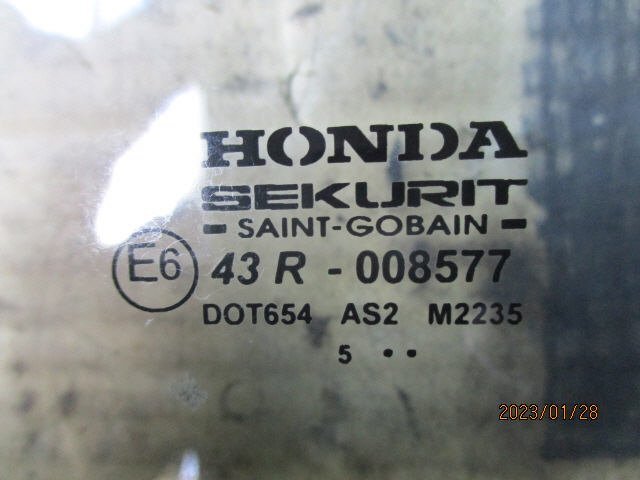 HONDA
SEKURIT
- SAINT-GOBAIN -
E6 43 R - 008577
DOT654 AS2 M2235
5 ••
2023/01/28